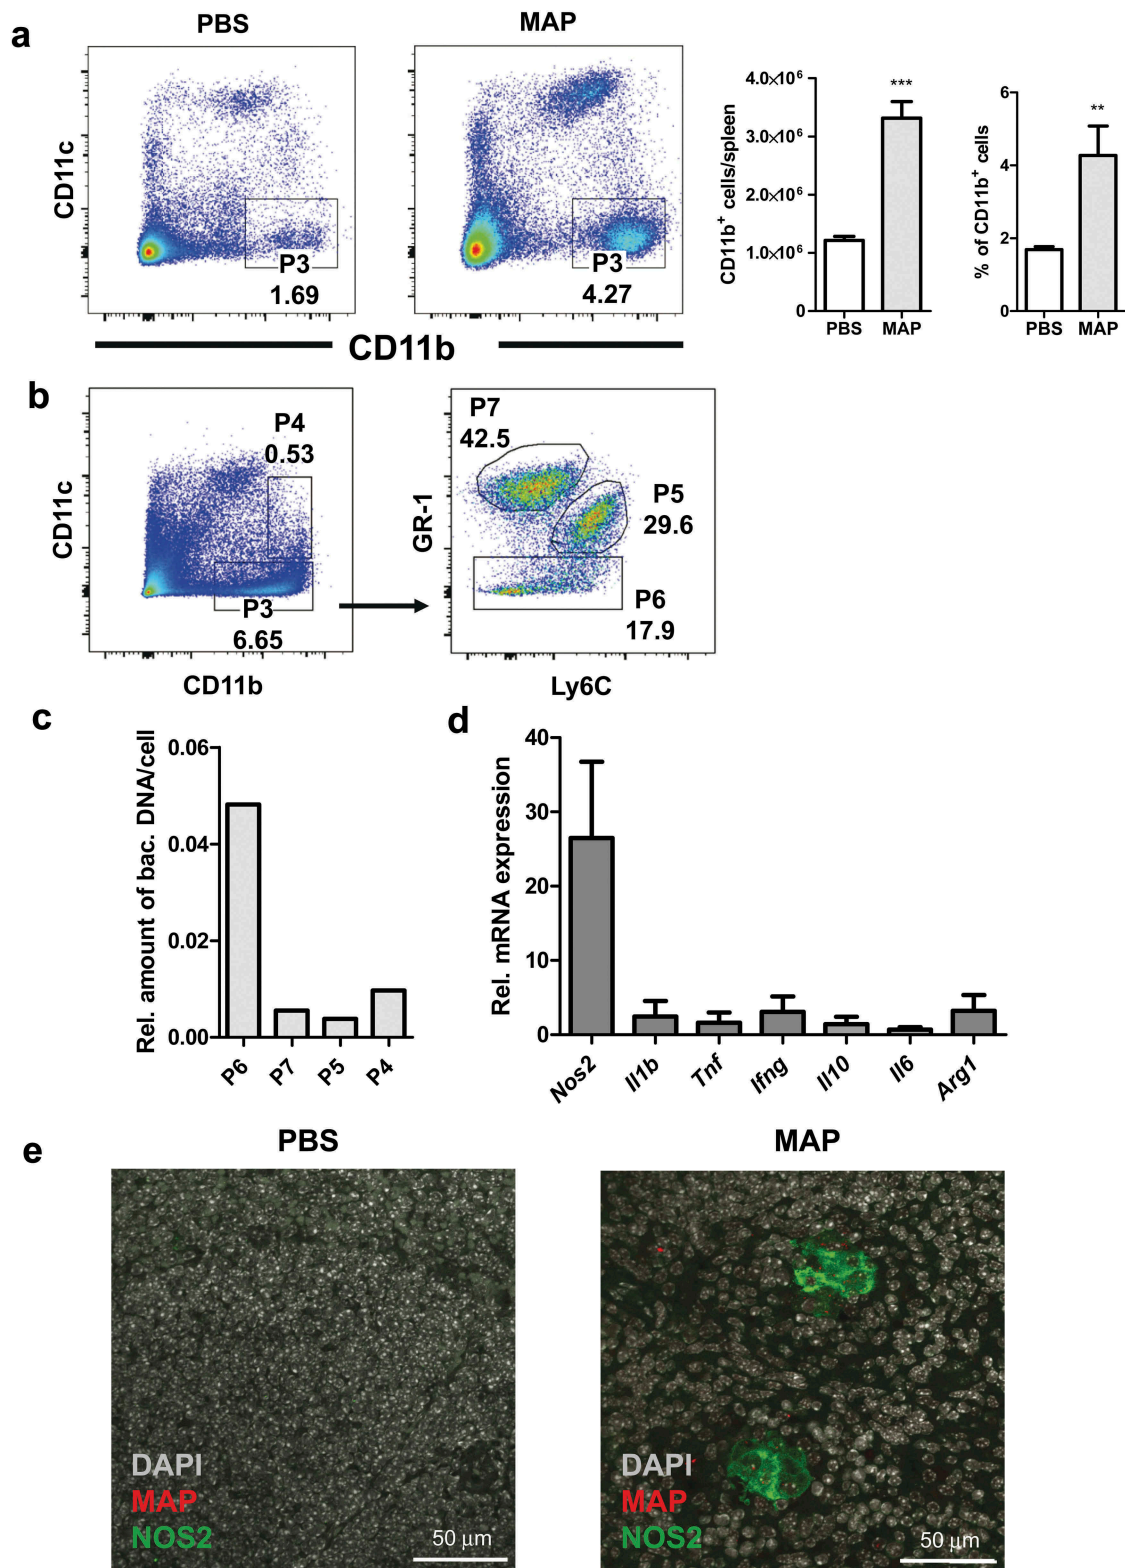 a
PBS
MAP
CD11c
P3
1.69
P3
4.27
CD11b
CD11b⁺ cells/spleen
4.0×10⁶
3.0×10⁶
2.0×10⁶
1.0×10⁶
0
***
PBS
MAP
% of CD11b⁺ cells
6
4
2
0
**
PBS
MAP
b
CD11c
P4
0.53
P3
6.65
CD11b
GR-1
P7
42.5
P5
29.6
P6
17.9
Ly6C
c
Rel. amount of bac. DNA/cell
0.06
0.04
0.02
0.00
P6
P7
P5
P4
d
Rel. mRNA expression
40
30
20
10
0
Nos2
Il1b
Tnf
Ifng
Il10
Il6
Arg1
e
PBS
DAPI
MAP
NOS2
50 µm
MAP
DAPI
MAP
NOS2
50 µm